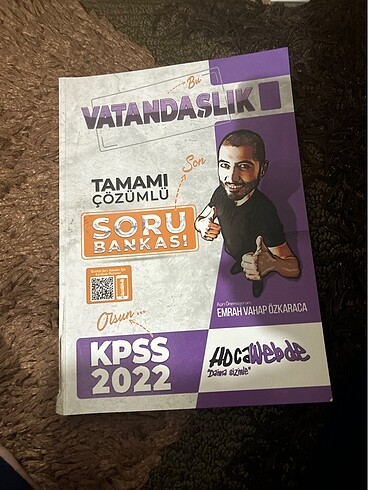 Bu
VATANDAŞLIK
Son
TAMAMI
ÇÖZÜMLÜ
SORU
BANKASI
Olsun...
EMRAH VAHAP ÖZKARACA
KPSS
2022
HOCAWEBDE
"Daima sizinle"